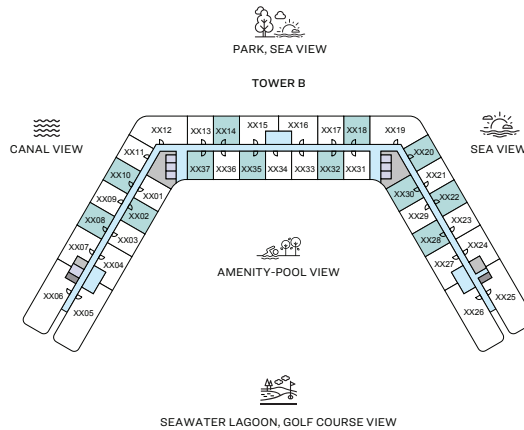 PARK, SEA VIEW
TOWER B
XX12
XX13
XX14
XX15
XX16
XX17
XX18
XX19
CANAL VIEW
SEA VIEW
XX11
XX20
XX10
XX37
XX36
XX35
XX34
XX33
XX32
XX31
XX21
XX09
XX01
XX30
XX22
XX08
XX02
XX29
XX23
XX07
XX03
XX28
XX24
XX06
XX04
XX27
XX25
XX05
XX26
AMENITY-POOL VIEW
SEAWATER LAGOON, GOLF COURSE VIEW